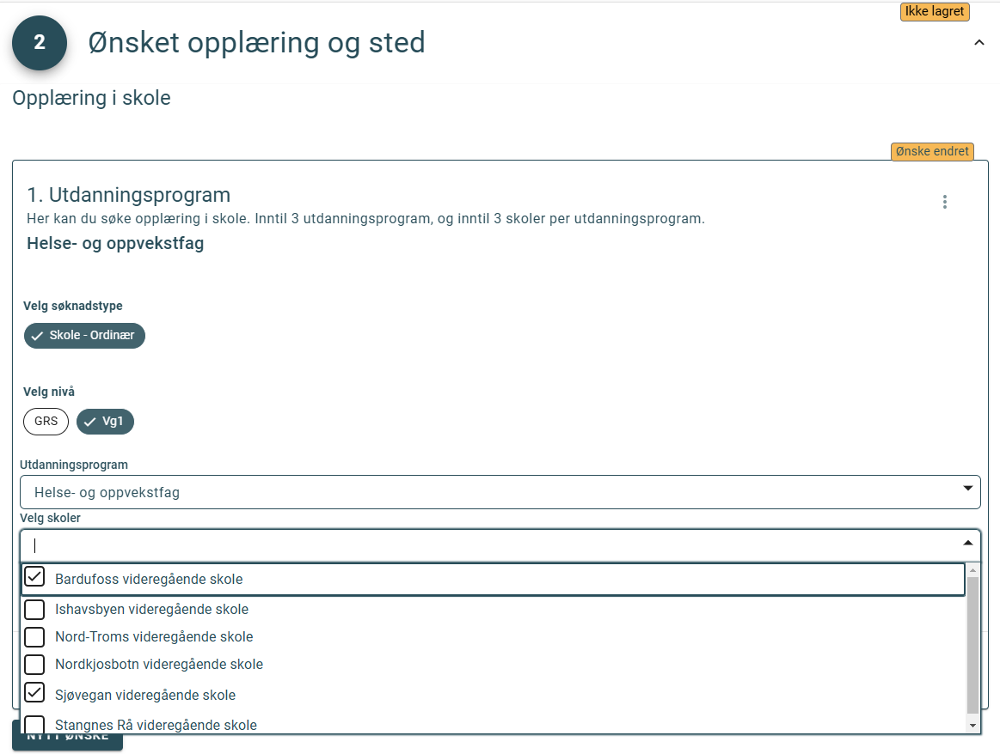 Ikke lagret
2
Ønsket opplæring og sted
Opplæring i skole
Ønske endret
1. Utdanningsprogram
Her kan du søke opplæring i skole. Inntil 3 utdanningsprogram, og inntil 3 skoler per utdanningsprogram.
Helse- og oppvekstfag
Velg søknadstype
Skole - Ordinær
Velg nivå
GRS Vg1
Utdanningsprogram
Helse- og oppvekstfag
Velg skoler
Bardufoss videregående skole
Ishavsbyen videregående skole
Nord-Troms videregående skole
Nordkjosbotn videregående skole
Sjøvegan videregående skole
Stangnes Rå videregående skole
NYTT ØNSKE